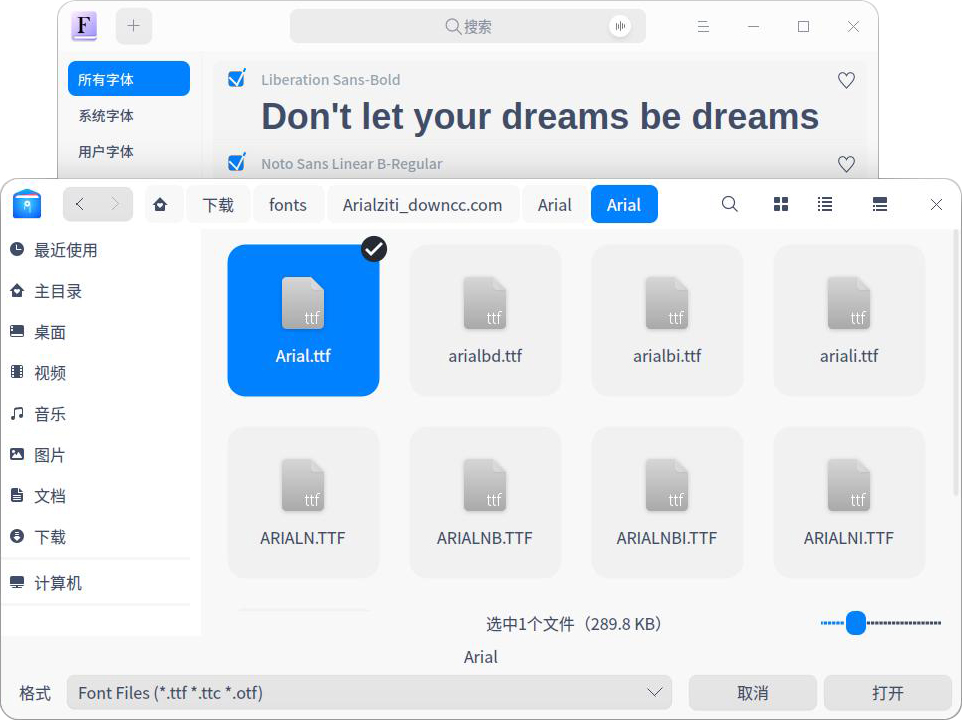 F
搜索
所有字体
系统字体
用户字体
Liberation Sans-Bold
Don't let your dreams be dreams
Noto Sans Linear B-Regular
下载
fonts
Arialziti_downcc.com
Arial
Arial
最近使用
主目录
桌面
视频
音乐
图片
文档
下载
计算机
ttf
Arial.ttf
ttf
arialbd.ttf
ttf
arialbi.ttf
ttf
ariali.ttf
ttf
ARIALN.TTF
ttf
ARIALNB.TTF
ttf
ARIALNBI.TTF
ttf
ARIALNI.TTF
选中1个文件（289.8 KB）
Arial
格式
Font Files (*.ttf *.ttc *.otf)
取消
打开